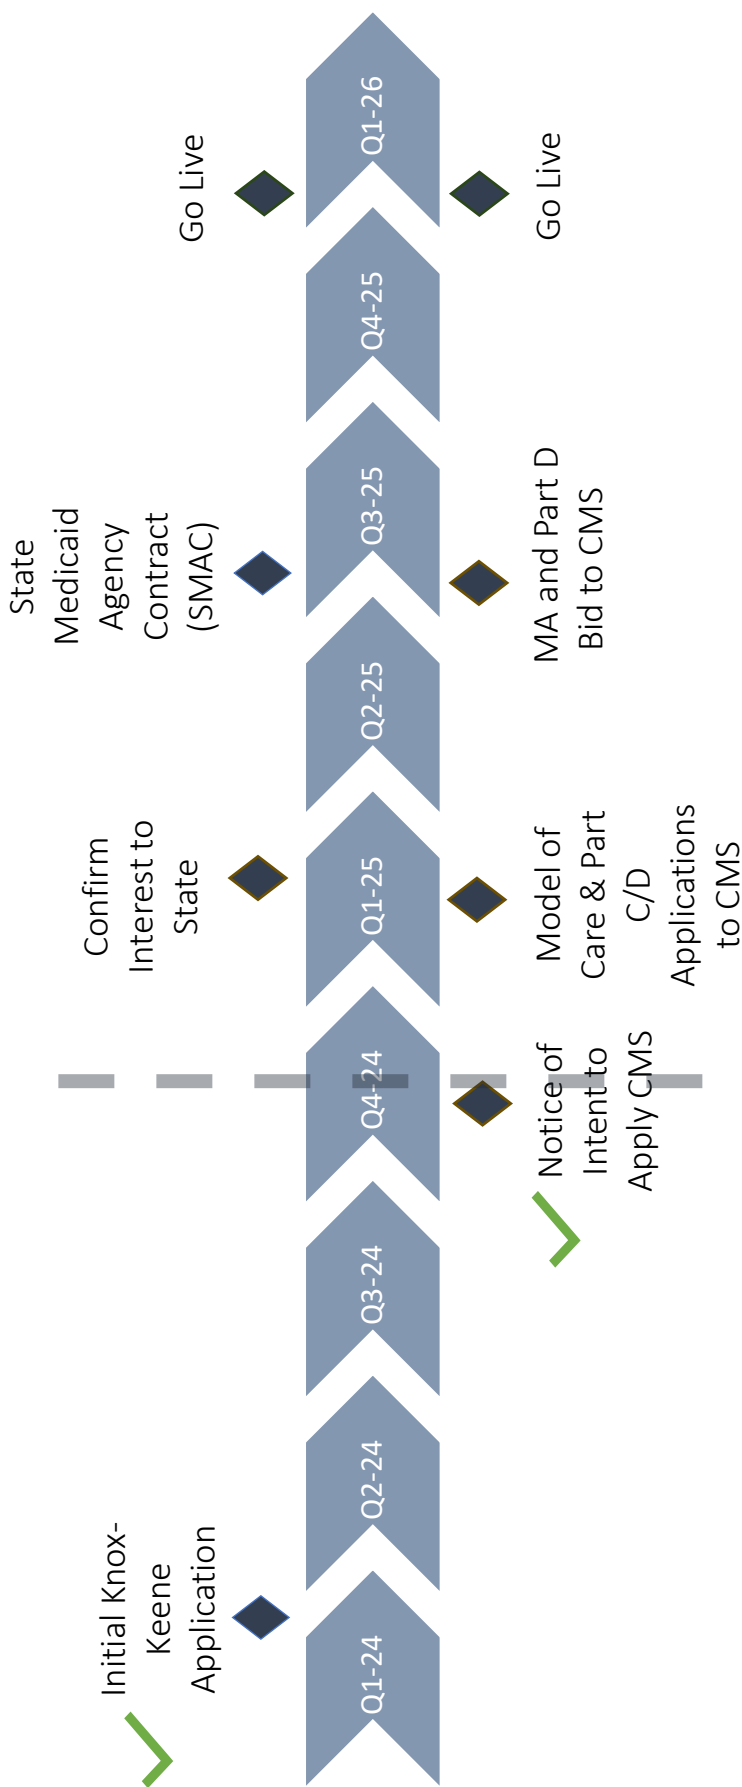 Initial Knox-
Keene
Application
Confirm
Interest to
State
State
Medicaid
Agency
Contract
(SMAC)
Go Live
Q1-24
Q2-24
Q3-24
Q4-24
Q1-25
Q2-25
Q3-25
Q4-25
Q1-26
Notice of
Intent to
Apply CMS
Model of
Care & Part
C/D
Applications
to CMS
MA and Part D
Bid to CMS
Go Live